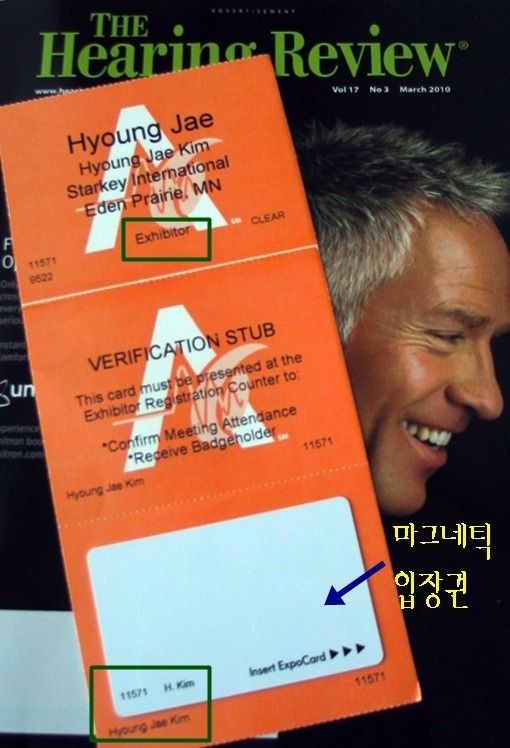 ADVERTISEMENT
THE
Hearing Review®
Vol 17 No 3 March 2010
Hyoung Jae
Hyoung Jae Kim
Starkey International
Eden Prairie, MN
Exhibitor
SM
CLEAR
11571
9522
VERIFICATION STUB
This card must be presented at the
Exhibitor Registration Counter to:
*Confirm Meeting Attendance
*Receive Badgeholder
SM
11571
Hyoung Jae Kim
마그네틱
입장권
Insert ExpoCard ▶ ▶ ▶
11571 H. Kim
11571
Hyoung Jae Kim